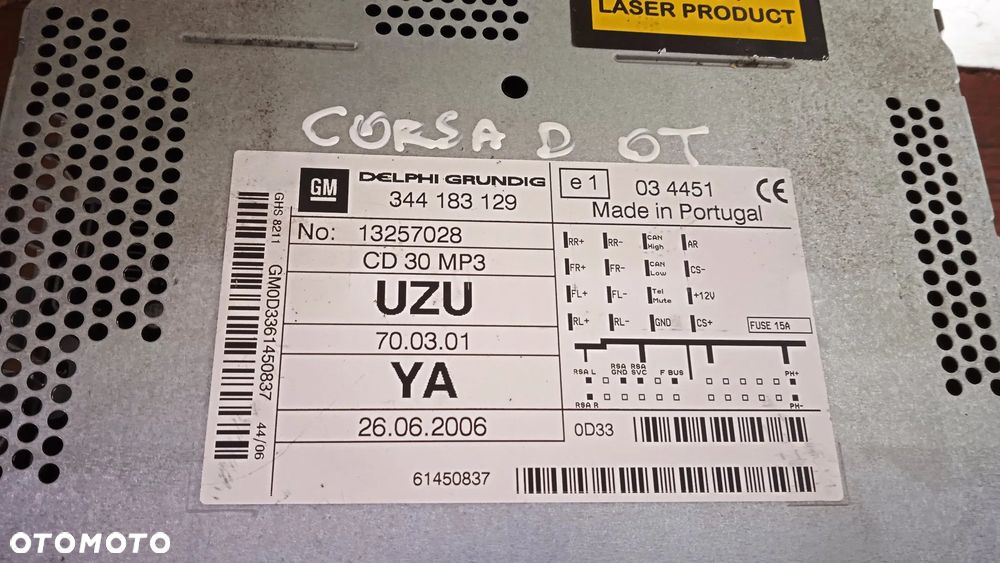 LASER PRODUCT
CORSA D OT
GM DELPHI GRUNDIG
344 183 129
e1 03 4451 CE
Made in Portugal
No: 13257028
CD 30 MP3
UZU
70.03.01
YA
26.06.2006
GHS 8211
GM0D3361450837
44/06
RR+ RR- CAN High AR
FR+ FR- CAN Low CS-
FL+ FL- Tel Mute +12V
RL+ RL- GND CS+
FUSE 15A
RSA L RSA GND RSA SVC F BUS PH+
RSA R PH-
0D33
61450837
OTOMOTO